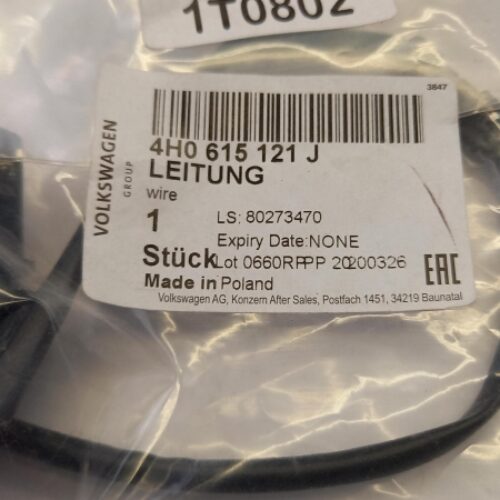 1T0802
3847
VOLKSWAGEN
GROUP
4H0 615 121 J
LEITUNG
wire
1 LS: 80273470
Expiry Date:NONE
Stück Lot 0660RPPP 20200326
Made in Poland
EAC
Volkswagen AG, Konzern After Sales, Postfach 1451, 34219 Baunatal